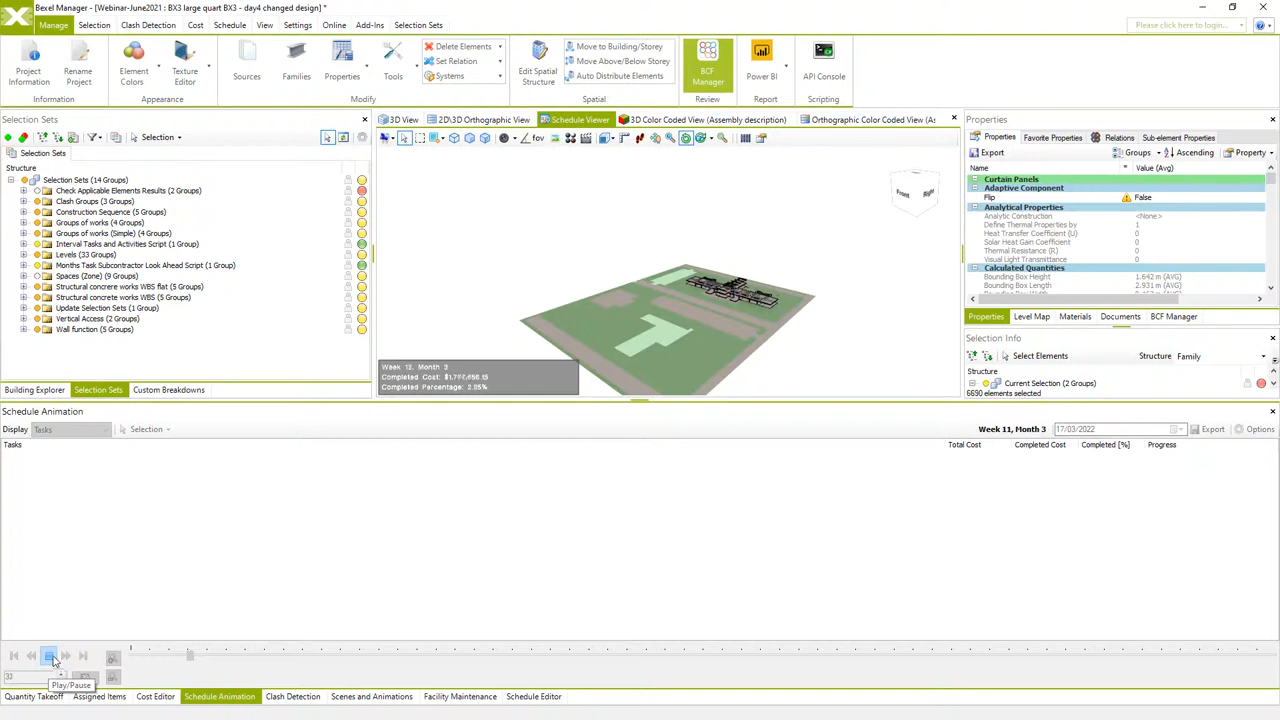 Bexel Manager - [Webinar-June2021 : BX3 large quart BX3 - day4 changed design] *
Manage Selection Clash Detection Cost Schedule View Settings Online Add-Ins Selection Sets
Please click here to login...
Project Information
Rename Project
Information
Element Colors
Texture Editor
Appearance
Sources
Families
Properties
Tools
Delete Elements
Set Relation
Systems
Modify
Edit Spatial Structure
Move to Building/Storey
Move Above/Below Storey
Auto Distribute Elements
Spatial
BCF Manager
Review
Power BI
Report
API Console
Scripting
Selection Sets
Selection
Selection Sets
Structure
Selection Sets (14 Groups)
Check Applicable Elements Results (2 Groups)
Clash Groups (3 Groups)
Construction Sequence (5 Groups)
Groups of works (4 Groups)
Groups of works (Simple) (4 Groups)
Interval Tasks and Activities Script (1 Group)
Levels (33 Groups)
Months Task Subcontractor Look Ahead Script (1 Group)
Spaces (Zone) (9 Groups)
Structural concrete works WBS flat (5 Groups)
Structural concrete works WBS (5 Groups)
Update Selection Sets (1 Group)
Vertical Access (2 Groups)
Wall function (5 Groups)
Building Explorer Selection Sets Custom Breakdowns
3D View 2D\3D Orthographic View Schedule Viewer 3D Color Coded View (Assembly description) Orthographic Color Coded View (As
fov
Front Right
Week 12, Month 3
Completed Percentage: 2.85%
Properties
Properties Favorite Properties Relations Sub-element Properties
Export Groups Ascending Property
Name Value (Avg)
Curtain Panels
Adaptive Component
Flip False
Analytical Properties
Analytic Construction <None>
Define Thermal Properties by 1
Heat Transfer Coefficient (U) 0
Solar Heat Gain Coefficient 0
Thermal Resistance (R) 0
Visual Light Transmittance 0
Calculated Quantities
Bounding Box Height 1.642 m (AVG)
Bounding Box Length 2.931 m (AVG)
Properties Level Map Materials Documents BCF Manager
Selection Info
Select Elements Structure Family
Structure
Current Selection (2 Groups)
6690 elements selected
Schedule Animation
Display Tasks Selection Week 11, Month 3 17/03/2022 Export Options
Tasks Total Cost Completed Cost Completed [%] Progress
33
Play/Pause
Quantity Takeoff Assigned Items Cost Editor Schedule Animation Clash Detection Scenes and Animations Facility Maintenance Schedule Editor